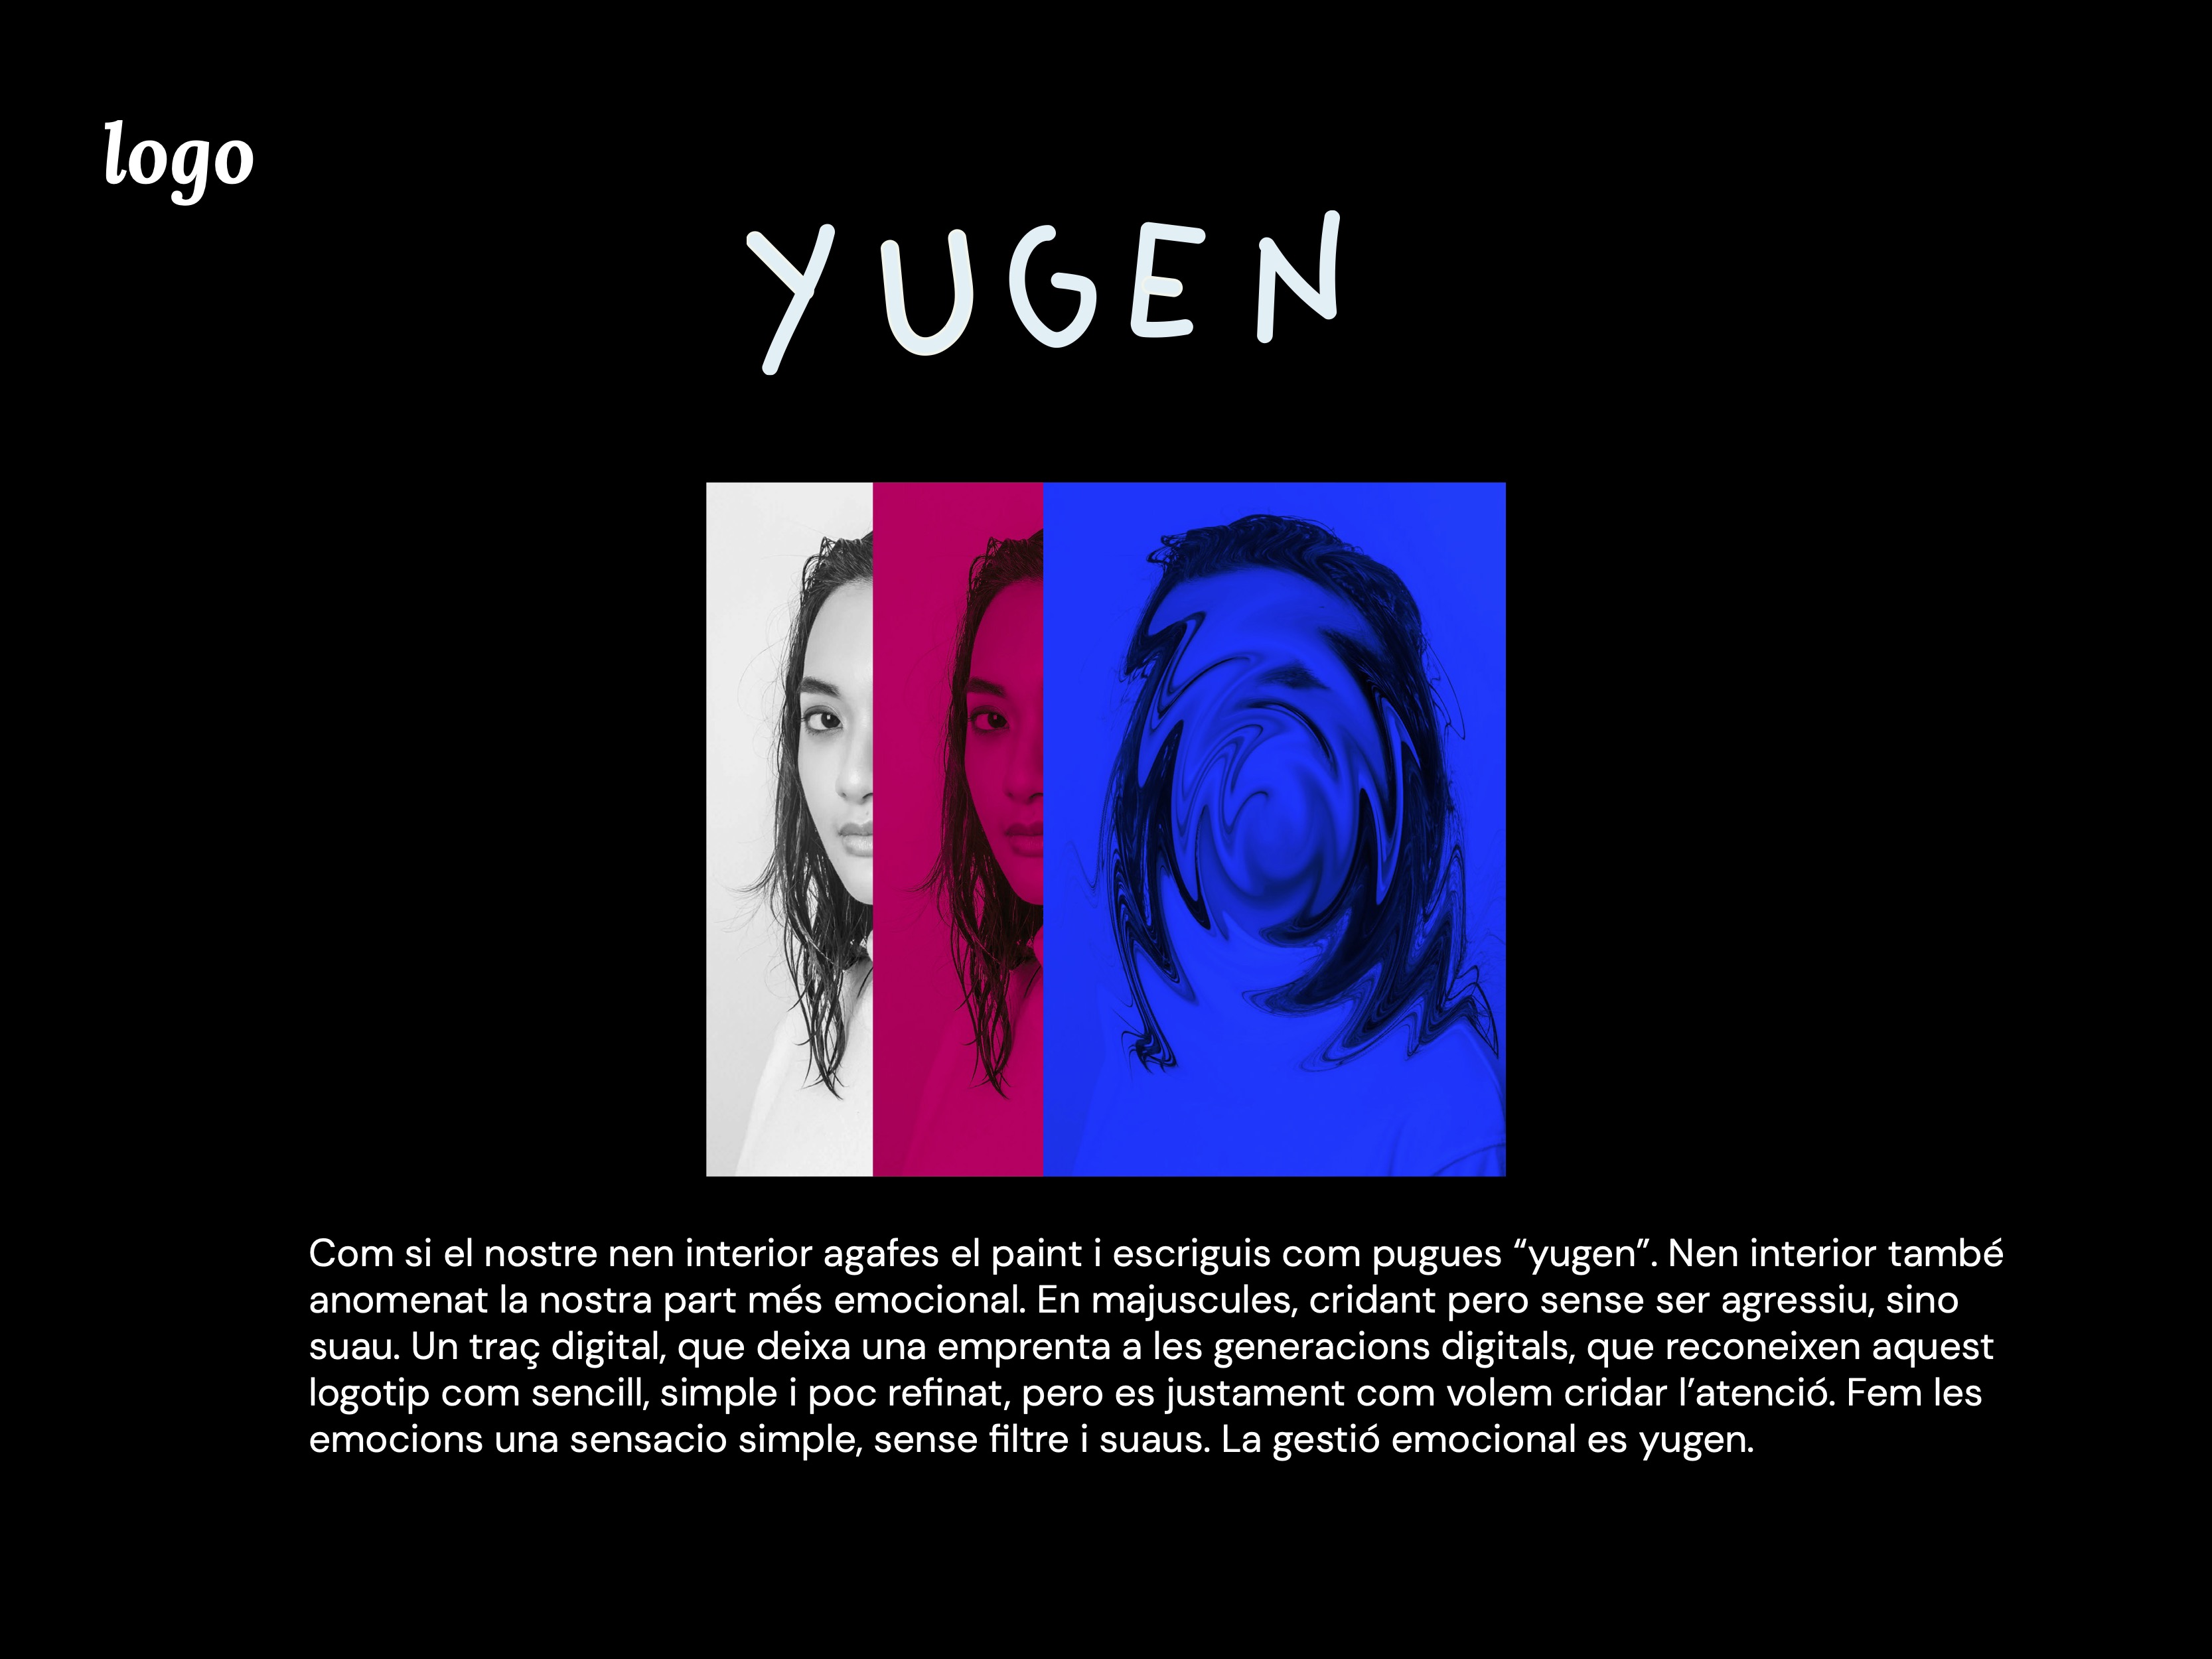 logo
YUGEN
Com si el nostre nen interior agafes el paint i escriguis com pugues “yugen”. Nen interior també
anomenat la nostra part més emocional. En majuscules, cridant pero sense ser agressiu, sino
suau. Un traç digital, que deixa una emprenta a les generacions digitals, que reconeixen aquest
logotip com sencill, simple i poc refinat, pero es justament com volem cridar l’atenció. Fem les
emocions una sensacio simple, sense filtre i suaus. La gestió emocional es yugen.